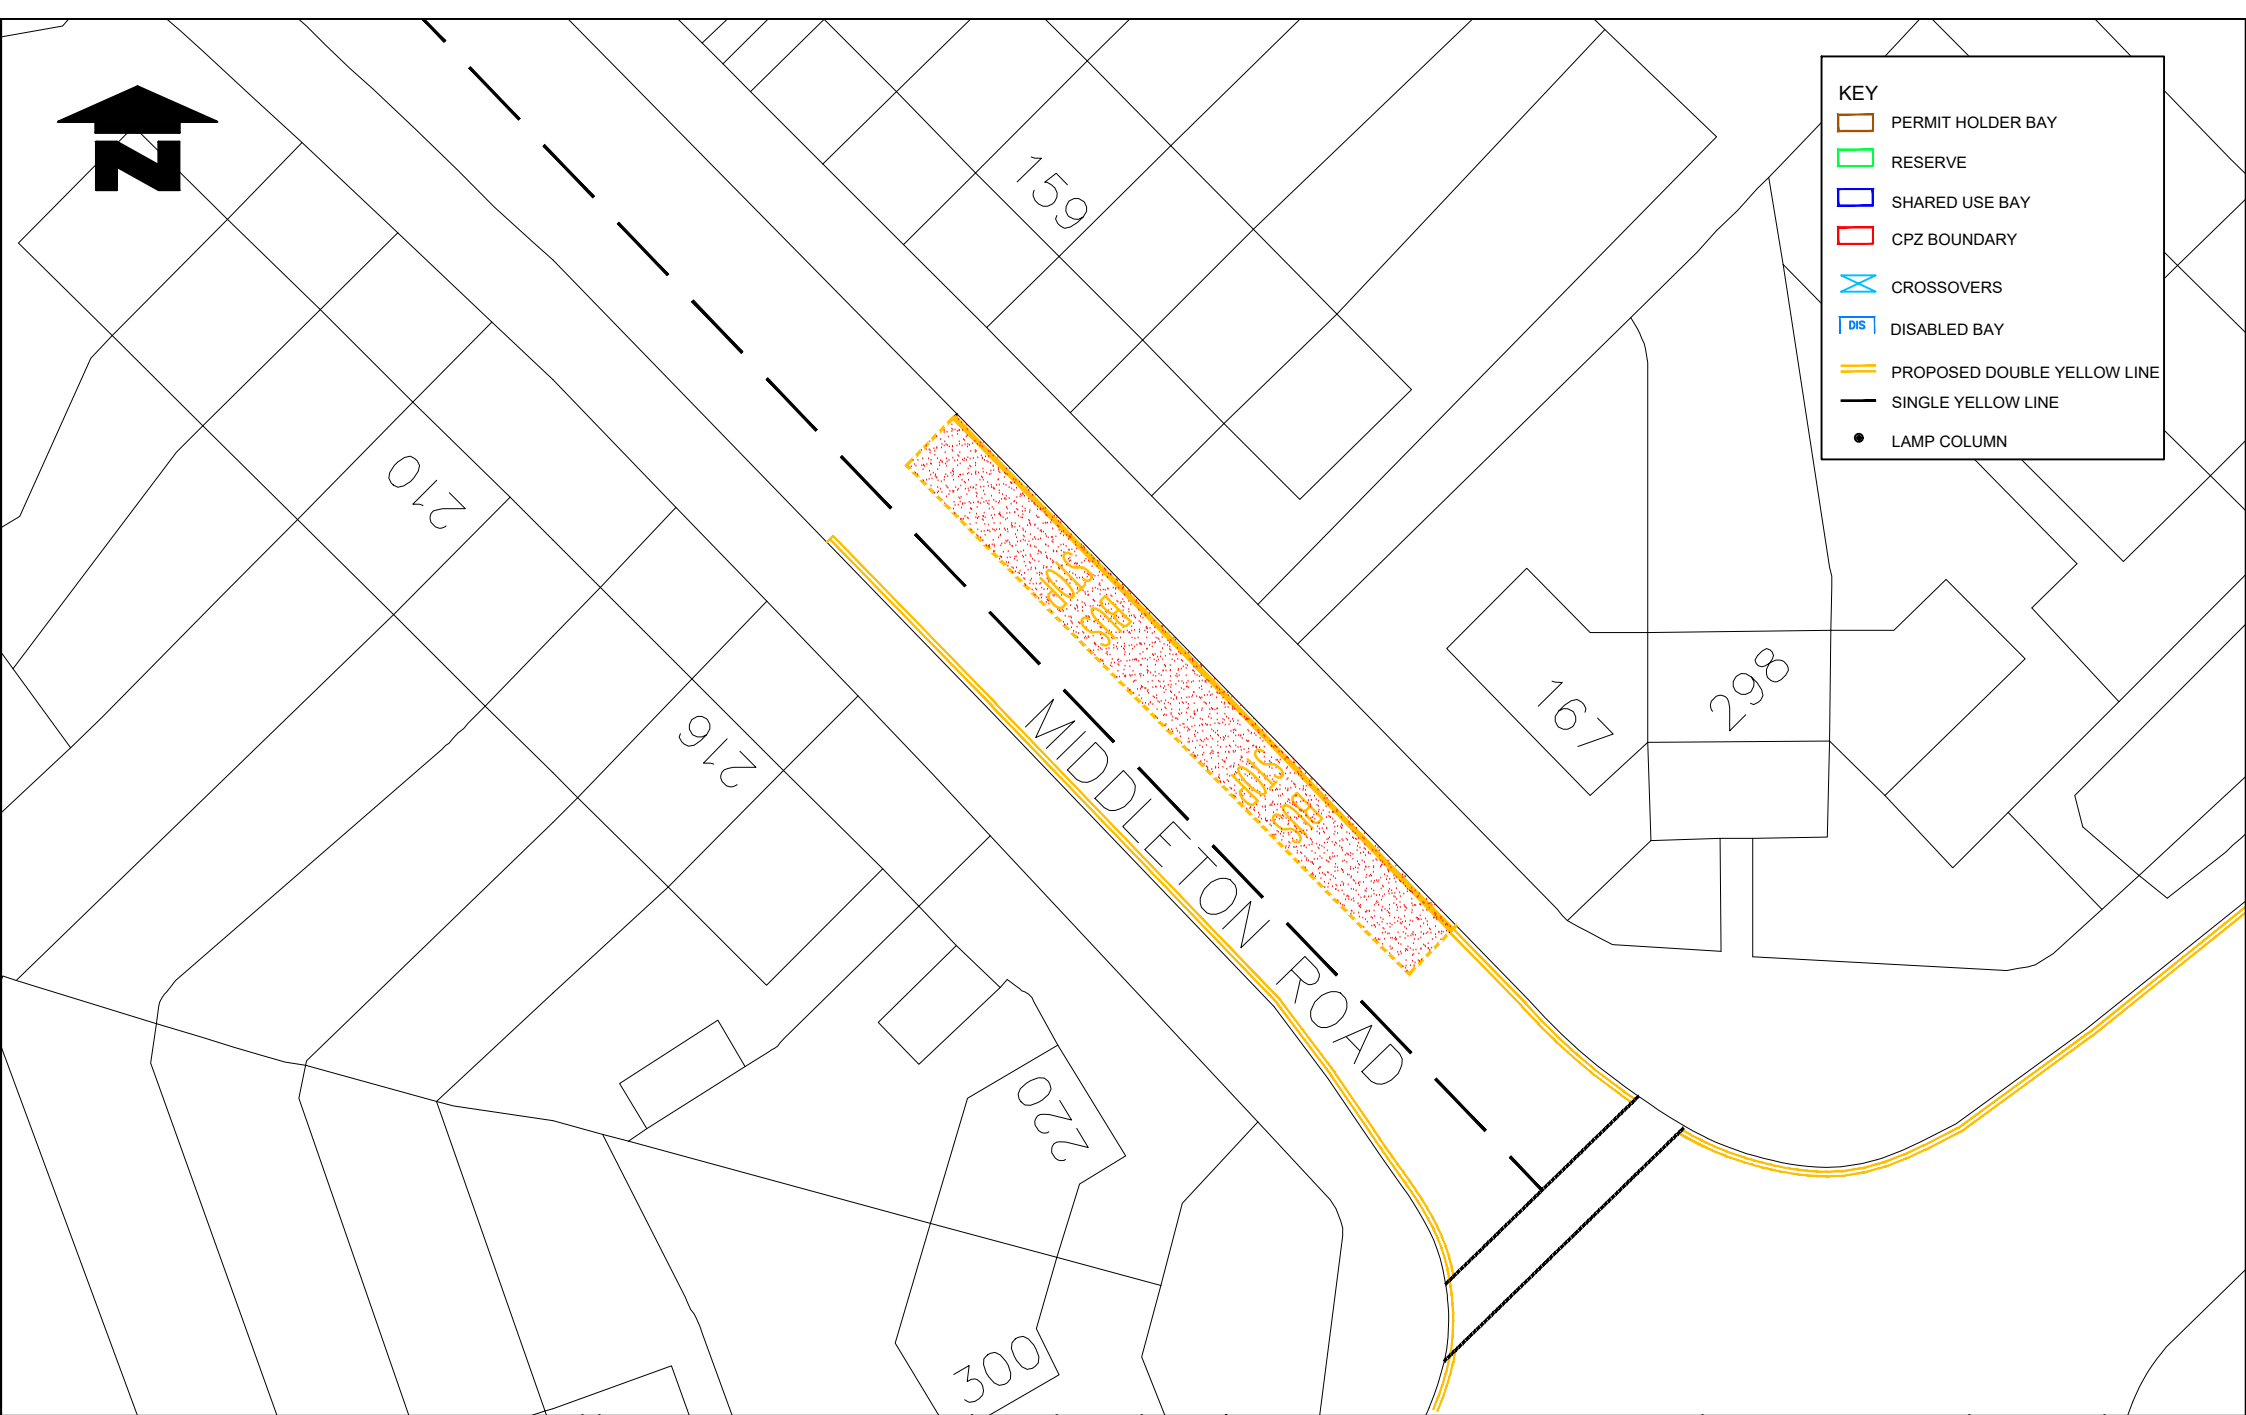 N
KEY
PERMIT HOLDER BAY
RESERVE
SHARED USE BAY
CPZ BOUNDARY
CROSSOVERS
DIS
DISABLED BAY
PROPOSED DOUBLE YELLOW LINE
SINGLE YELLOW LINE
LAMP COLUMN
159
210
BUS
STOP
167
298
216
MIDDLETON ROAD
BUS
STOP
220
300